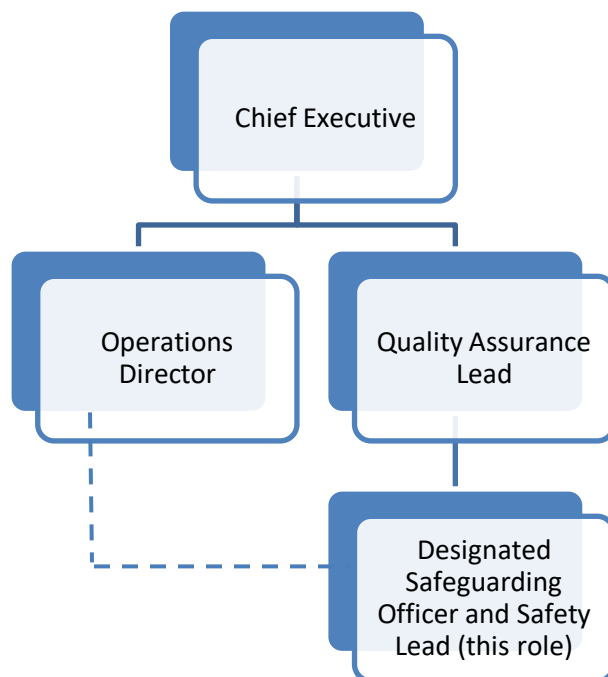 Chief Executive
Operations
Director
Quality Assurance
Lead
Designated
Safeguarding
Officer and Safety
Lead (this role)